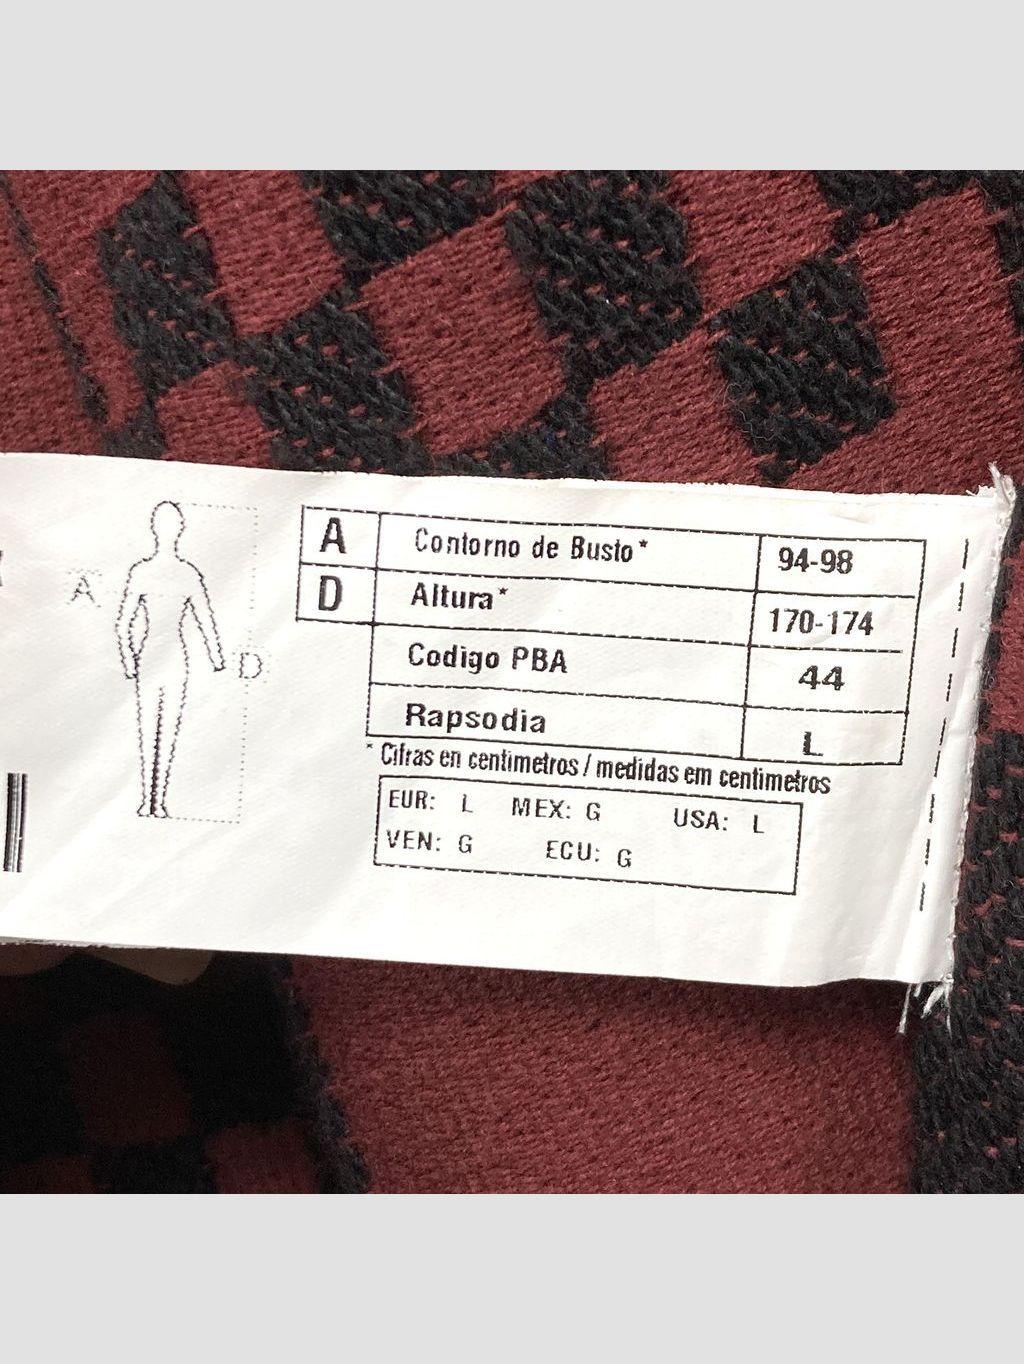 A Contorno de Busto* 94-98
D Altura* 170-174
Codigo PBA 44
Rapsodia L
* Cifras en centimetros / medidas em centimetros
EUR: L MEX: G USA: L
VEN: G ECU: G
A
D